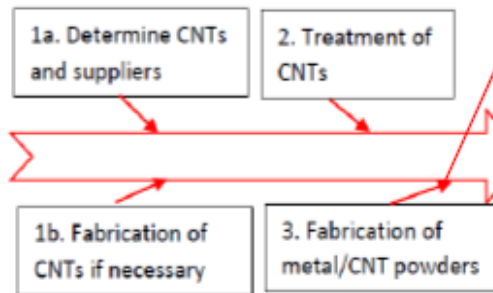 1a. Determine CNTs
and suppliers
2. Treatment of
CNTs
1b. Fabrication of
CNTs if necessary
3. Fabrication of
metal/CNT powders